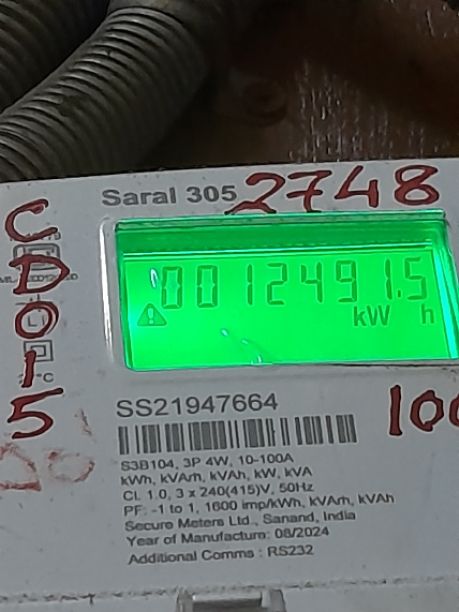 Saral 305 2748
CD015
0012491.5
kW h
SS21947664
100
S3B104, 3P 4W, 10-100A
kWh, kVArh, kVAh, kW, kVA
Cl. 1.0, 3 x 240(415)V, 50Hz
PF: -1 to 1, 1600 imp/kWh, kVArh, kVAh
Secure Meters Ltd., Sanand, India
Year of Manufacture: 08/2024
Additional Comms : RS232